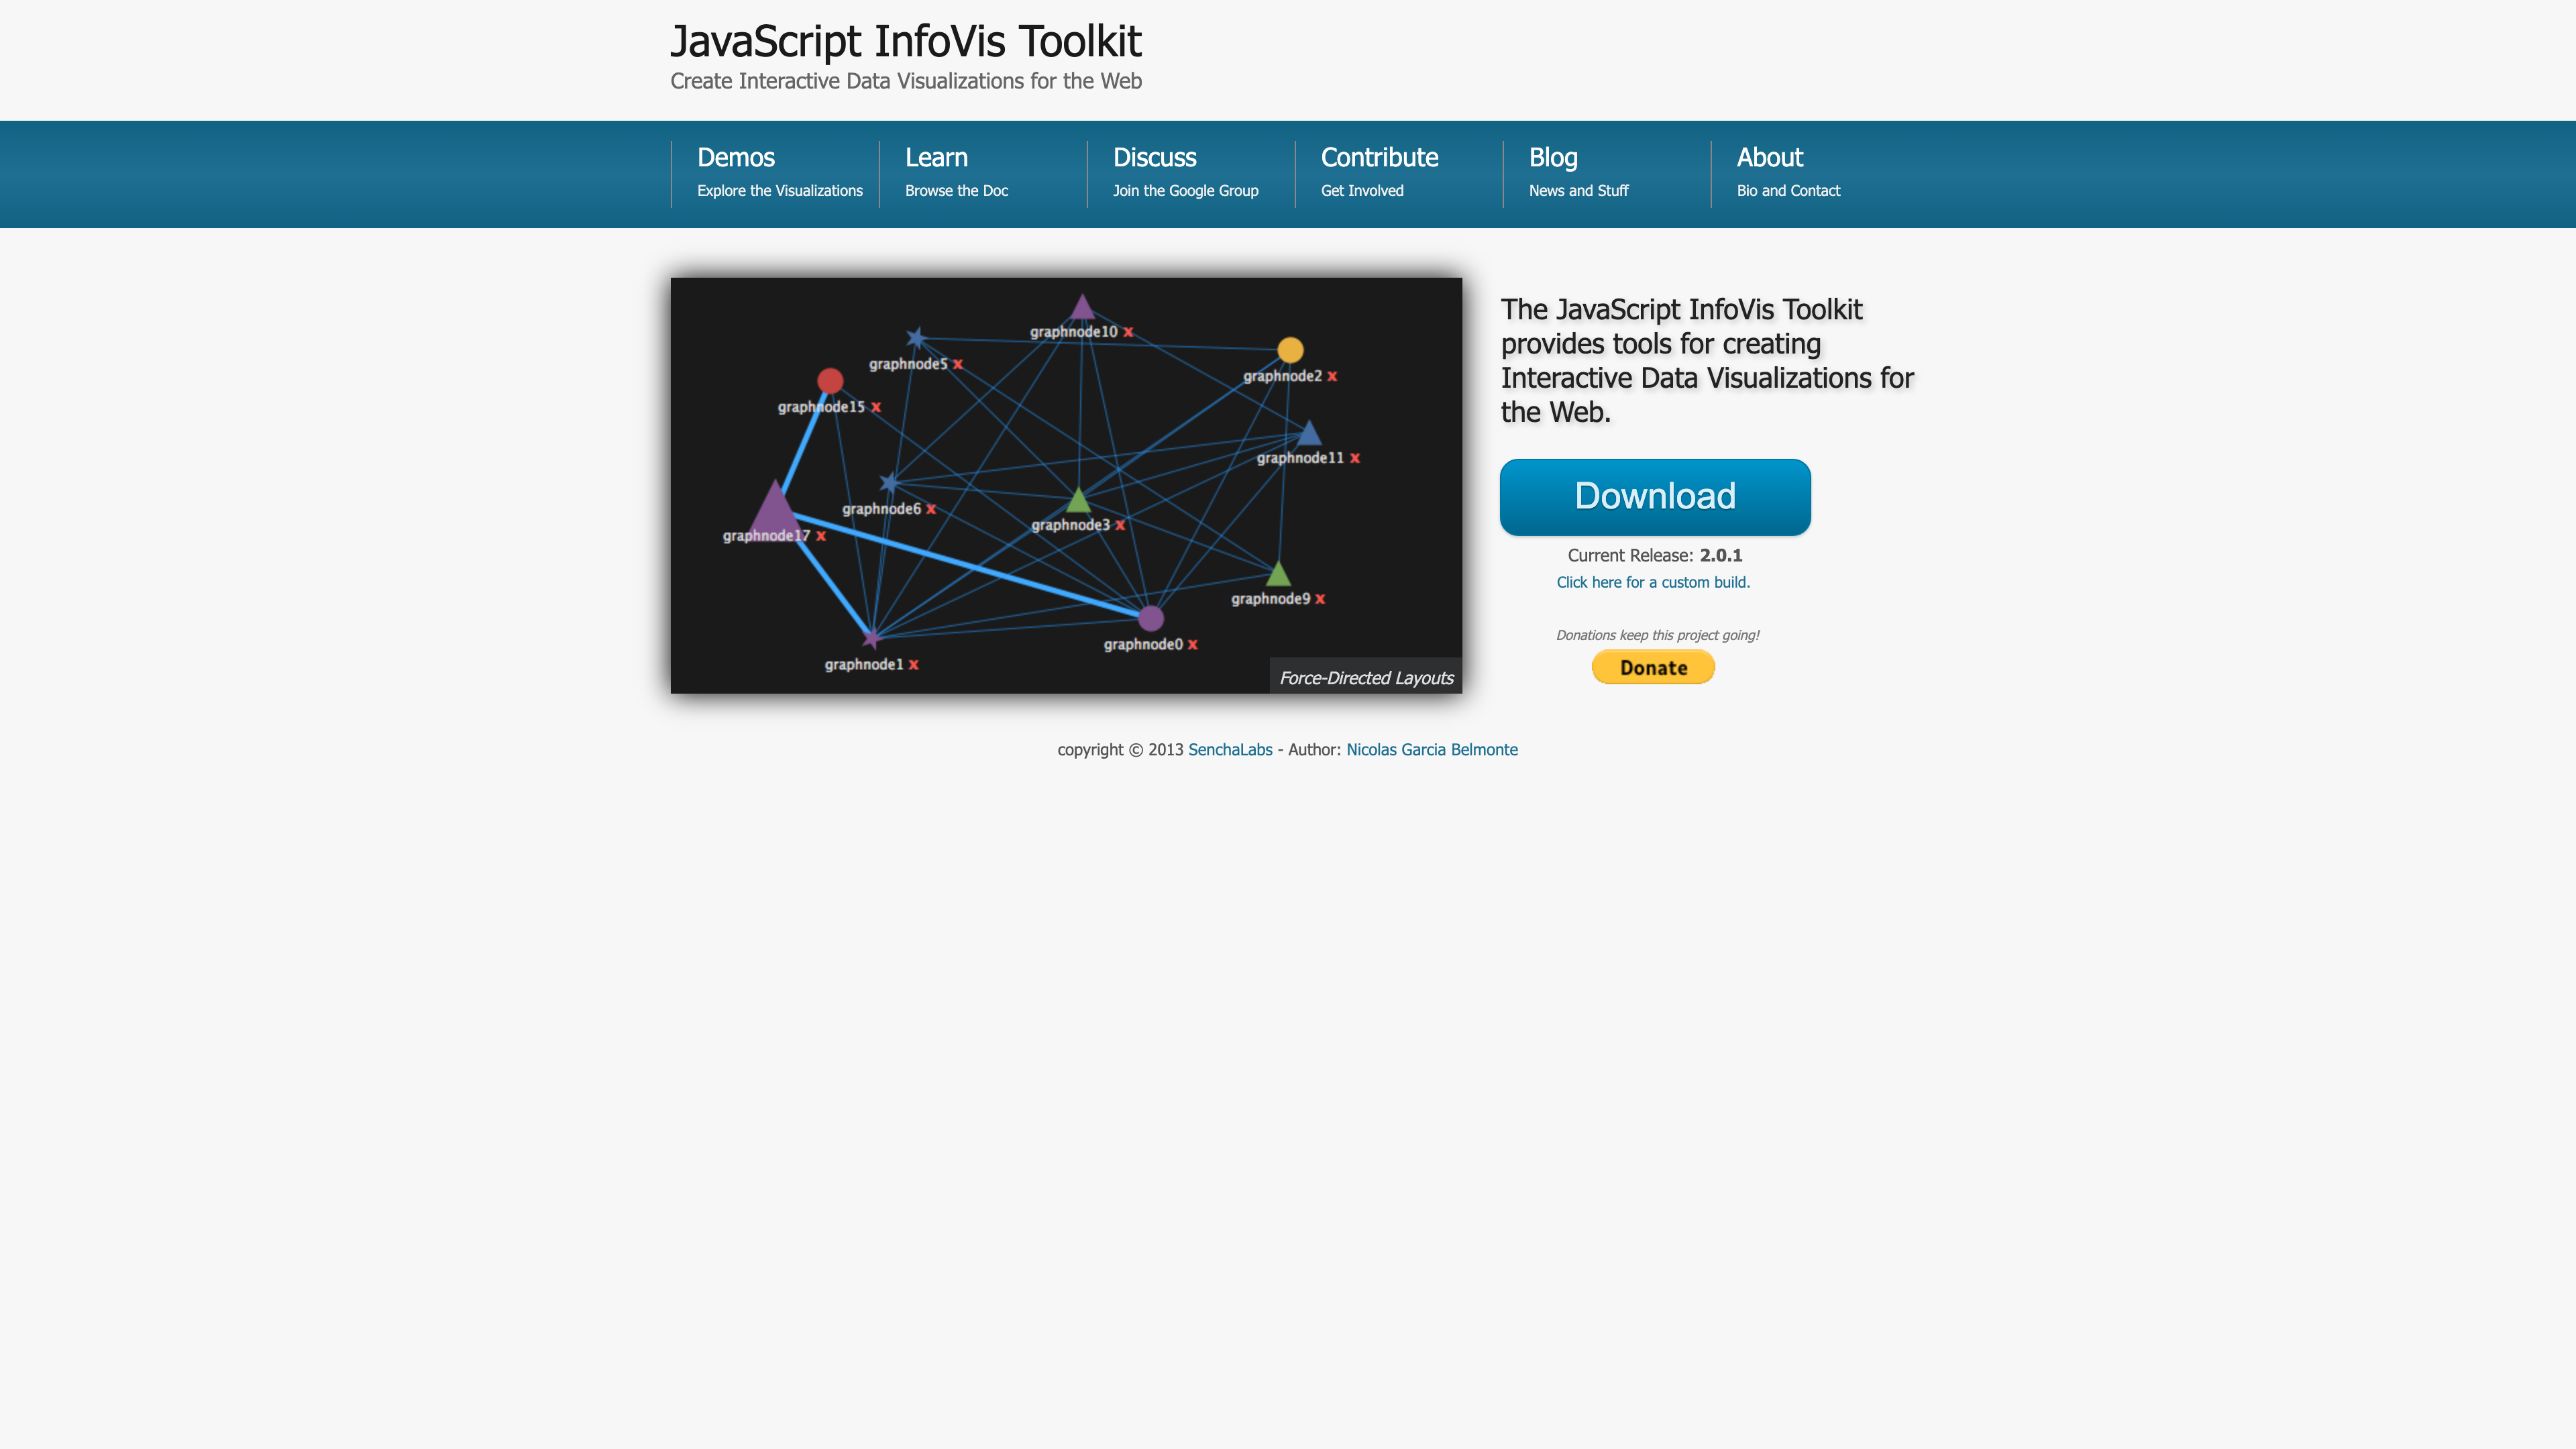 JavaScript InfoVis Toolkit
Create Interactive Data Visualizations for the Web
Demos
Explore the Visualizations
Learn
Browse the Doc
Discuss
Join the Google Group
Contribute
Get Involved
Blog
News and Stuff
About
Bio and Contact
graphnode10 x
graphnode5 x
graphnode2 x
graphnode15 x
graphnode11 x
graphnode6 x
graphnode3 x
graphnode17 x
graphnode9 x
graphnode0 x
graphnode1 x
Force-Directed Layouts
The JavaScript InfoVis Toolkit
provides tools for creating
Interactive Data Visualizations for
the Web.
Download
Current Release: 2.0.1
Click here for a custom build.
Donations keep this project going!
Donate
copyright © 2013 SenchaLabs - Author: Nicolas Garcia Belmonte